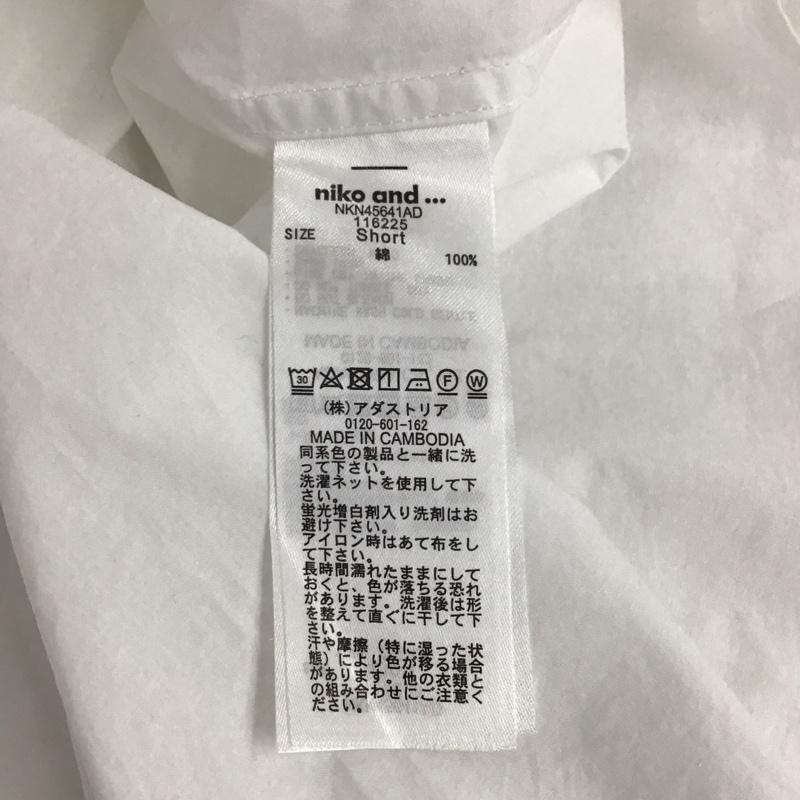 niko and ...
NKN45641AD
116225
SIZE Short
綿 100%
30
(株)アダストリア
0120-601-162
MADE IN CAMBODIA
同系色の製品と一緒に洗
って下さい。
洗濯ネットを使用して下
さい。
蛍光増白剤入り洗剤はお
避け下さい。
アイロン時はあて布をし
て下さい。
長時間濡れたままにして
おくと、色が落ちる恐れ
があります。洗濯後は形
を整えて直ぐに干して下
さい。
汗や摩擦（特に湿った状
態）により色が移る場合
があります。他の衣類と
の組み合わせにご注意く
ださい。